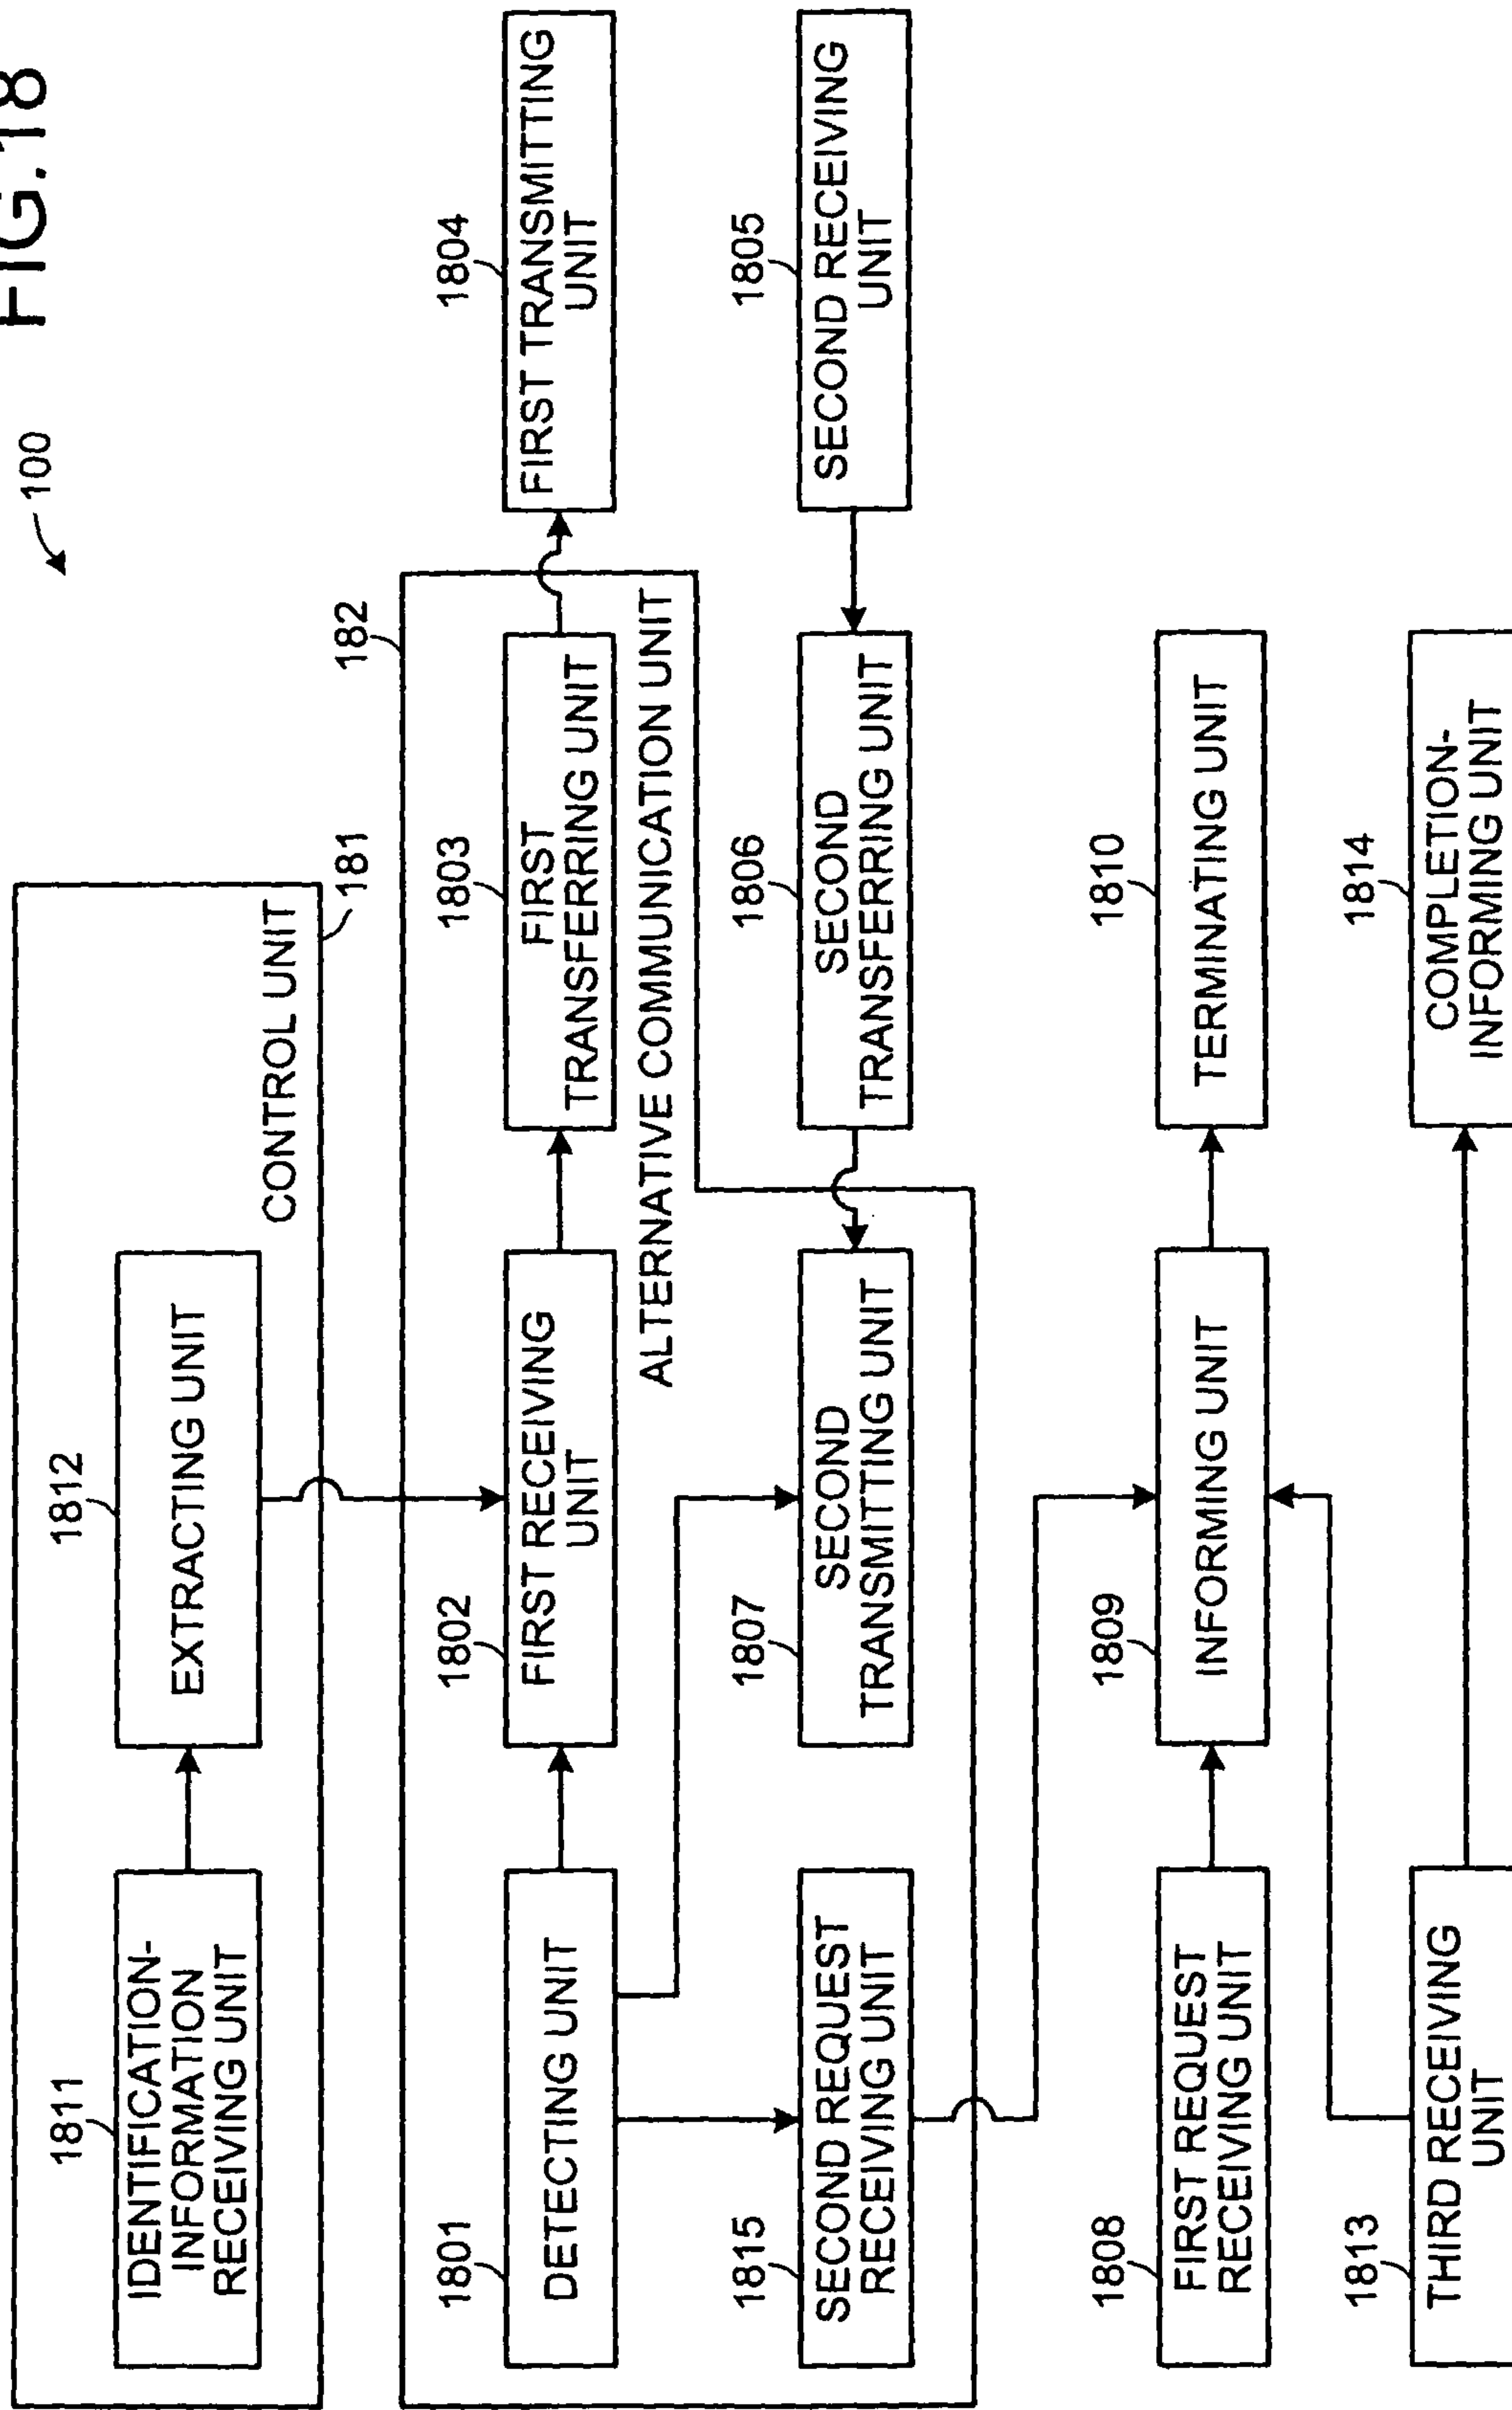 FIG.18
100
CONTROL UNIT
181
1811
IDENTIFICATION-
INFORMATION
RECEIVING UNIT
1812
EXTRACTING UNIT
182
ALTERNATIVE COMMUNICATION UNIT
1801
DETECTING UNIT
1802
FIRST RECEIVING
UNIT
1803
FIRST
TRANSFERRING UNIT
1804
FIRST TRANSMITTING
UNIT
1815
SECOND REQUEST
RECEIVING UNIT
1807
SECOND
TRANSMITTING UNIT
1806
SECOND
TRANSFERRING UNIT
1805
SECOND RECEIVING
UNIT
1808
FIRST REQUEST
RECEIVING UNIT
1809
INFORMING UNIT
1810
TERMINATING UNIT
1813
THIRD RECEIVING
UNIT
1814
COMPLETION-
INFORMING UNIT